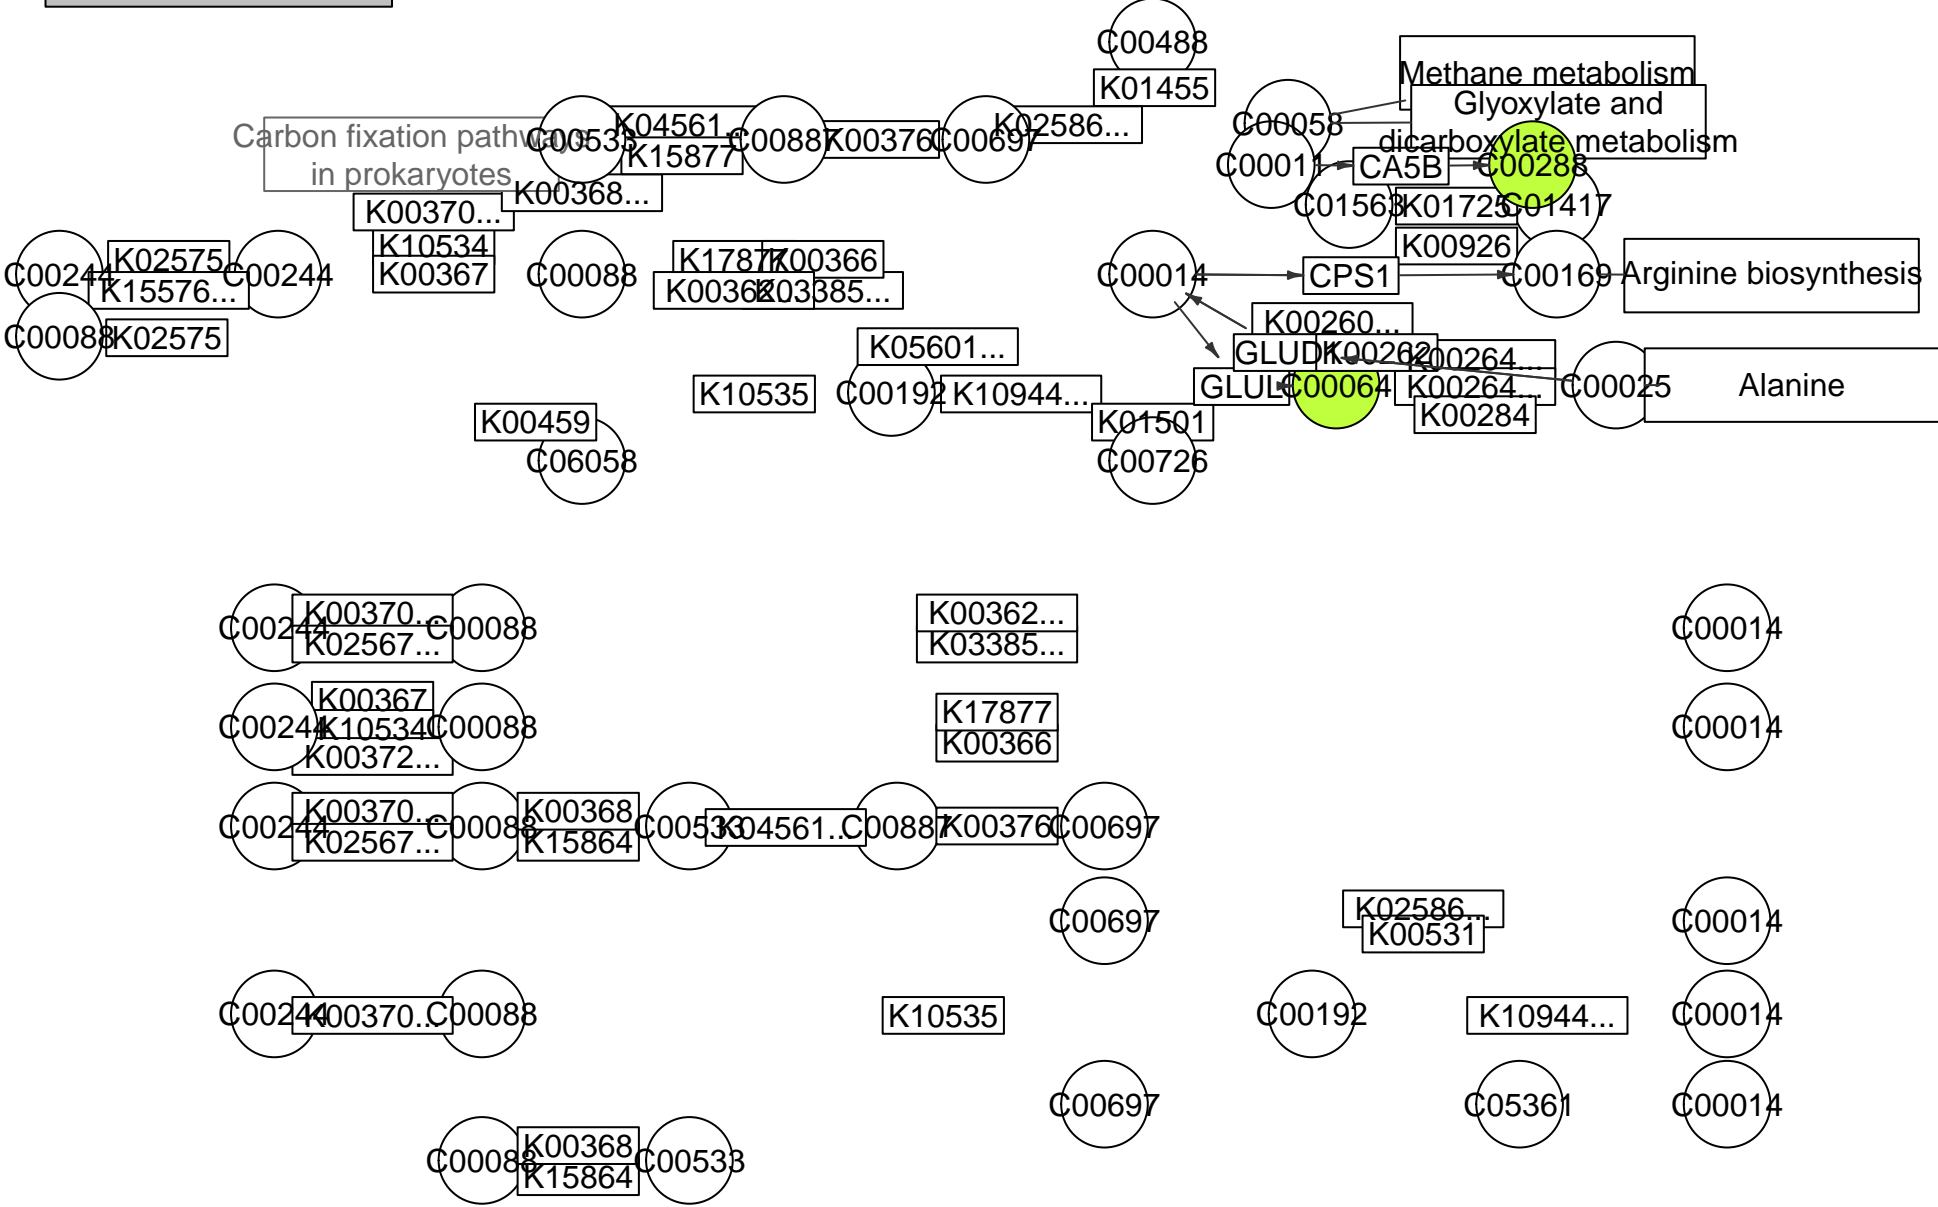 C00488
K01455
Methane metabolism
Glyoxylate and
dicarboxylate metabolism
C00058
Carbon fixation pathways
in prokaryotes
C00533
K04561...
K15877
C00887
K00376
C00697
K02586...
C00011
CA5B
C00288
K00368...
K00370...
C01563
K01725
C01417
K10534
K00367
K00926
C00244
K02575
K15576...
C00244
C00088
K17877
K00366
K00362...
K03385...
C00014
CPS1
C00169
Arginine biosynthesis
C00088
K02575
K00260...
K05601...
GLUD1
K00262
K00264...
K10535
C00192
K10944...
GLUL
C00064
K00264...
C00025
Alanine
K00459
K01501
K00284
C06058
C00726
C00244
K00370...
K02567...
C00088
K00362...
K03385...
C00014
C00244
K00367
K10534
K00372...
C00088
K17877
K00366
C00014
C00244
K00370...
K02567...
C00088
K00368
K15864
C00533
K04561...
C00887
K00376
C00697
C00697
K02586...
K00531
C00014
C00244
K00370...
C00088
K10535
C00192
K10944...
C00014
C00697
C05361
C00014
C00088
K00368
K15864
C00533